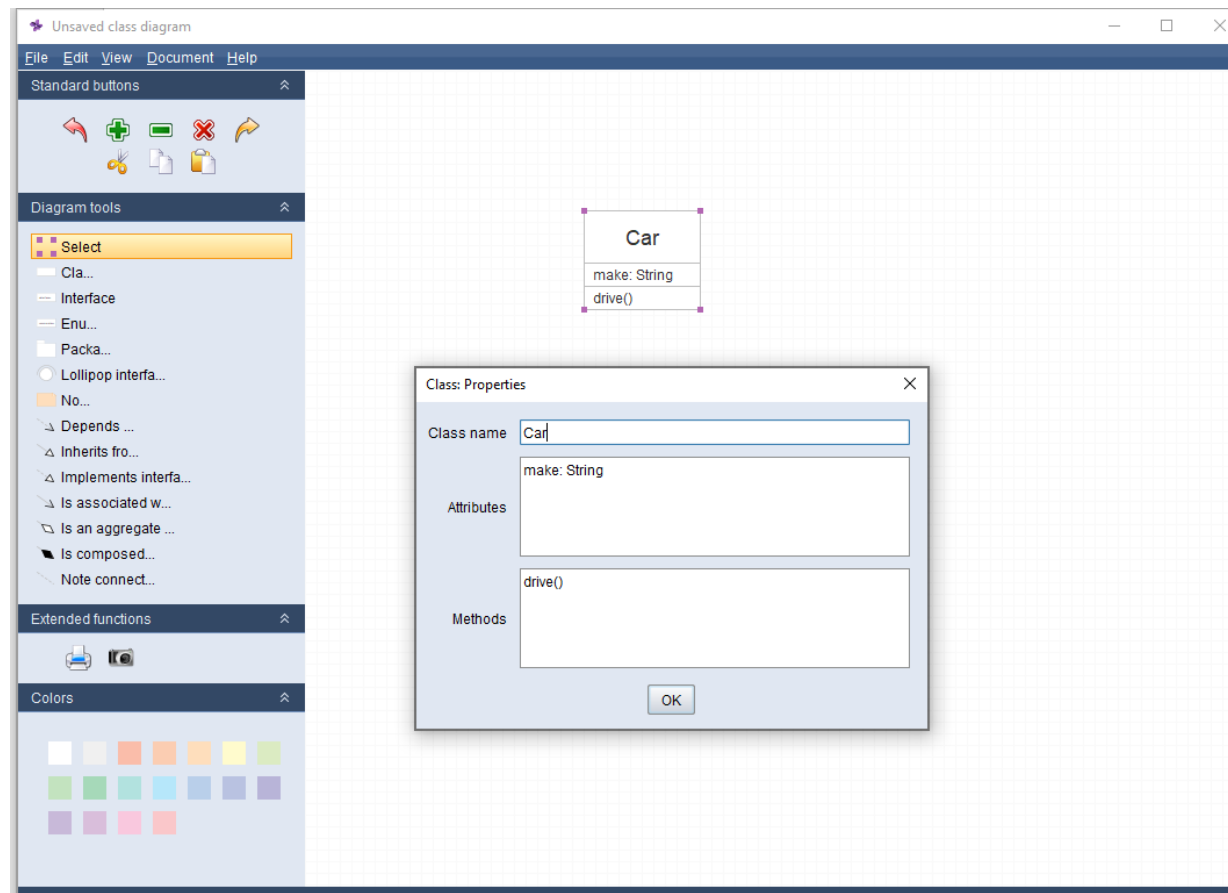 Unsaved class diagram
File Edit View Document Help
Standard buttons
Diagram tools
Select
Cla...
Interface
Enu...
Packa...
Lollipop interfa...
No...
Depends ...
Inherits fro...
Implements interfa...
Is associated w...
Is an aggregate ...
Is composed...
Note connect...
Extended functions
Colors
Car
make: String
drive()
Class: Properties
Class name Car
Attributes
make: String
Methods
drive()
OK